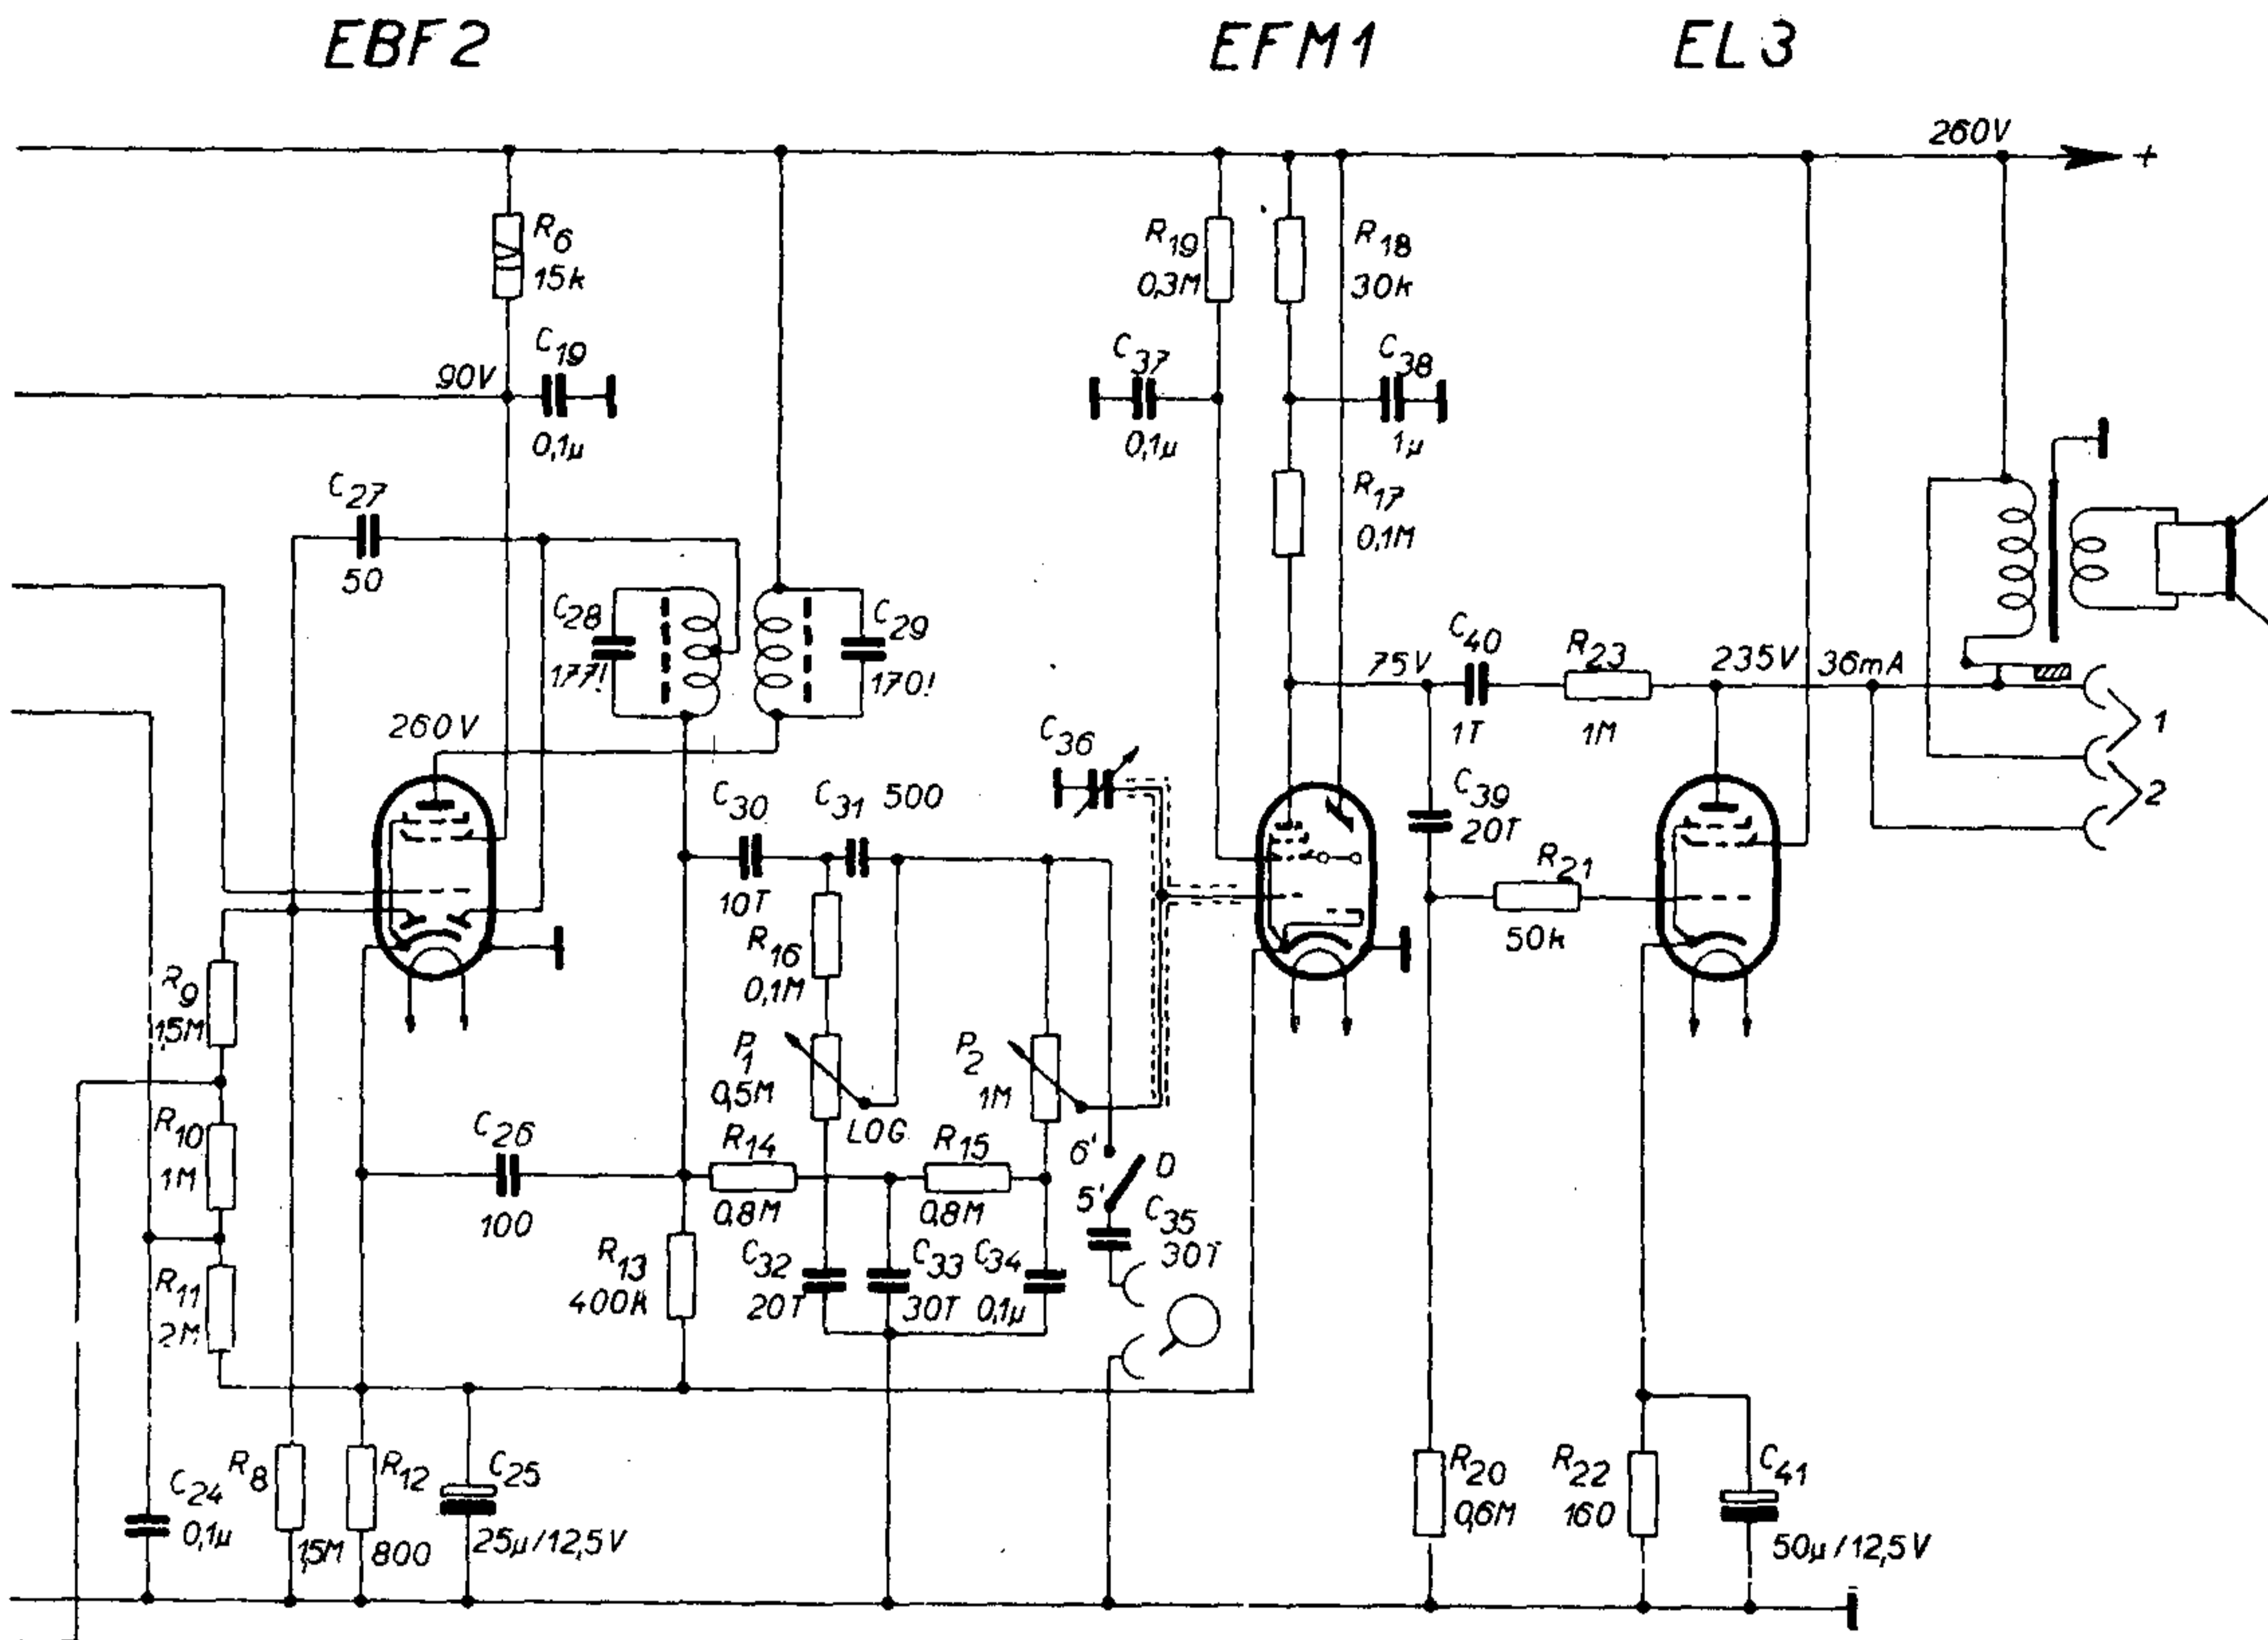 EBF2
EFM1
EL3
260V
+
R6
15k
R19
0,3M
R18
30k
C19
90V
0,1µ
C37
0,1µ
C38
1µ
C27
50
R17
0,1M
C28
177!
C29
170!
C40
1T
R23
1M
75V
235V
36mA
1
2
260V
C36
C30
10T
C31
500
C39
20T
R21
50k
R16
0,1M
R9
1,5M
P1
0,5M
LOG
P2
1M
R10
1M
C26
100
R14
0,8M
R15
0,8M
6'
5'
D
C35
30T
R11
2M
R13
400k
C32
20T
C33
30T
C34
0,1µ
C24
0,1µ
R8
1,5M
R12
800
C25
25µ/12,5V
R20
0,6M
R22
160
C41
50µ/12,5V